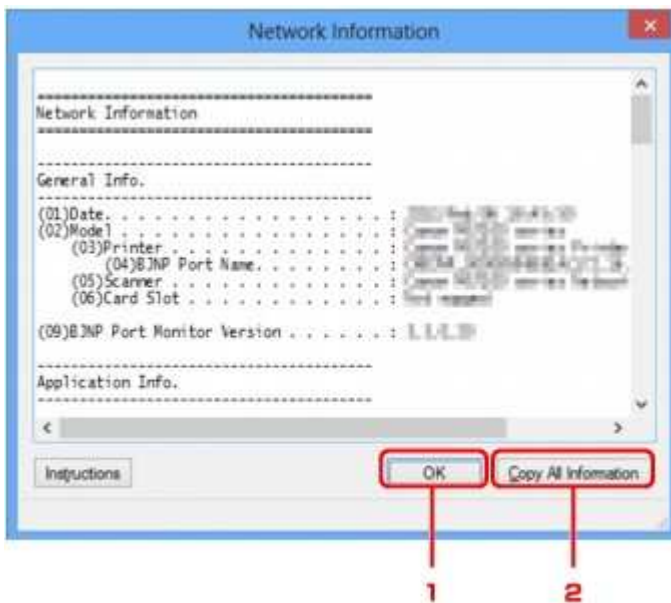 Network Information
Network Information
General Info.
(01)Date. . . . . . . . . . . . . . . . . . . . . :
(02)Model . . . . . . . . . . . . . . . . . . . . :
(03)Printer . . . . . . . . . . . . . . . . . :
(04)BJNP Port Name. . . . . . . . . . :
(05)Scanner . . . . . . . . . . . . . . . . . :
(06)Card Slot . . . . . . . . . . . . . . . . :
(09)BJNP Port Monitor Version . . . . . . :
Application Info.
Instructions
OK
Copy All Information
1
2